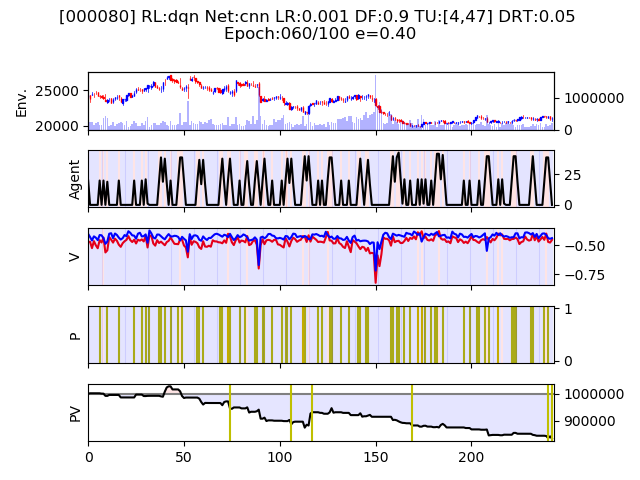 [000080] RL:dqn Net:cnn LR:0.001 DF:0.9 TU:[4,47] DRT:0.05
Epoch:060/100 e=0.40
Env.
25000
20000
1000000
0
Agent
25
0
V
−0.50
−0.75
P
1
0
PV
1000000
900000
0 50 100 150 200